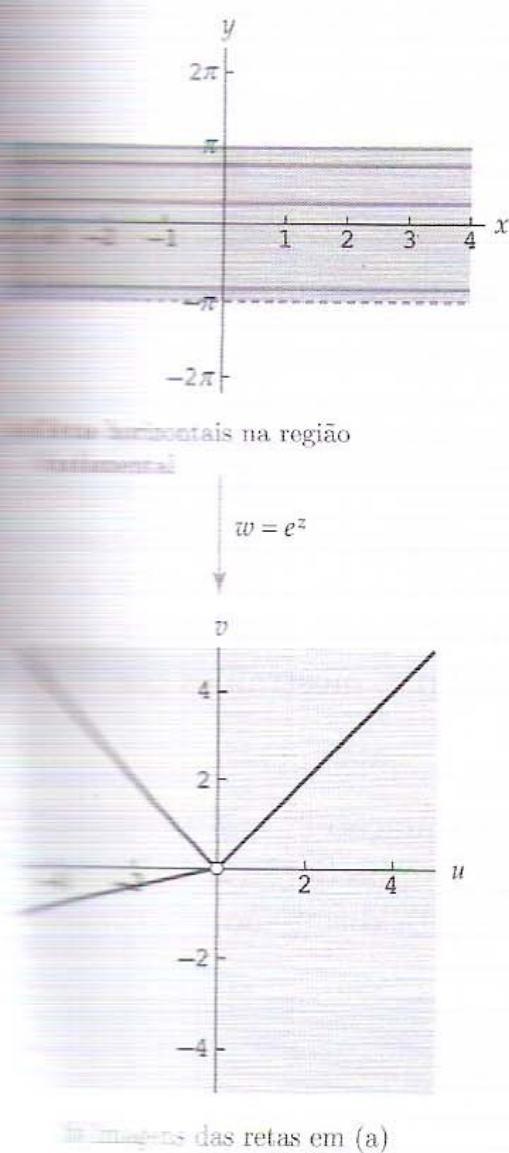 y
2π
π
x
-2 -1 1 2 3 4
-π
-2π
horizontais na região
w = e^z
v
4
2
2 4 u
-2
-4
imagens das retas em (a)